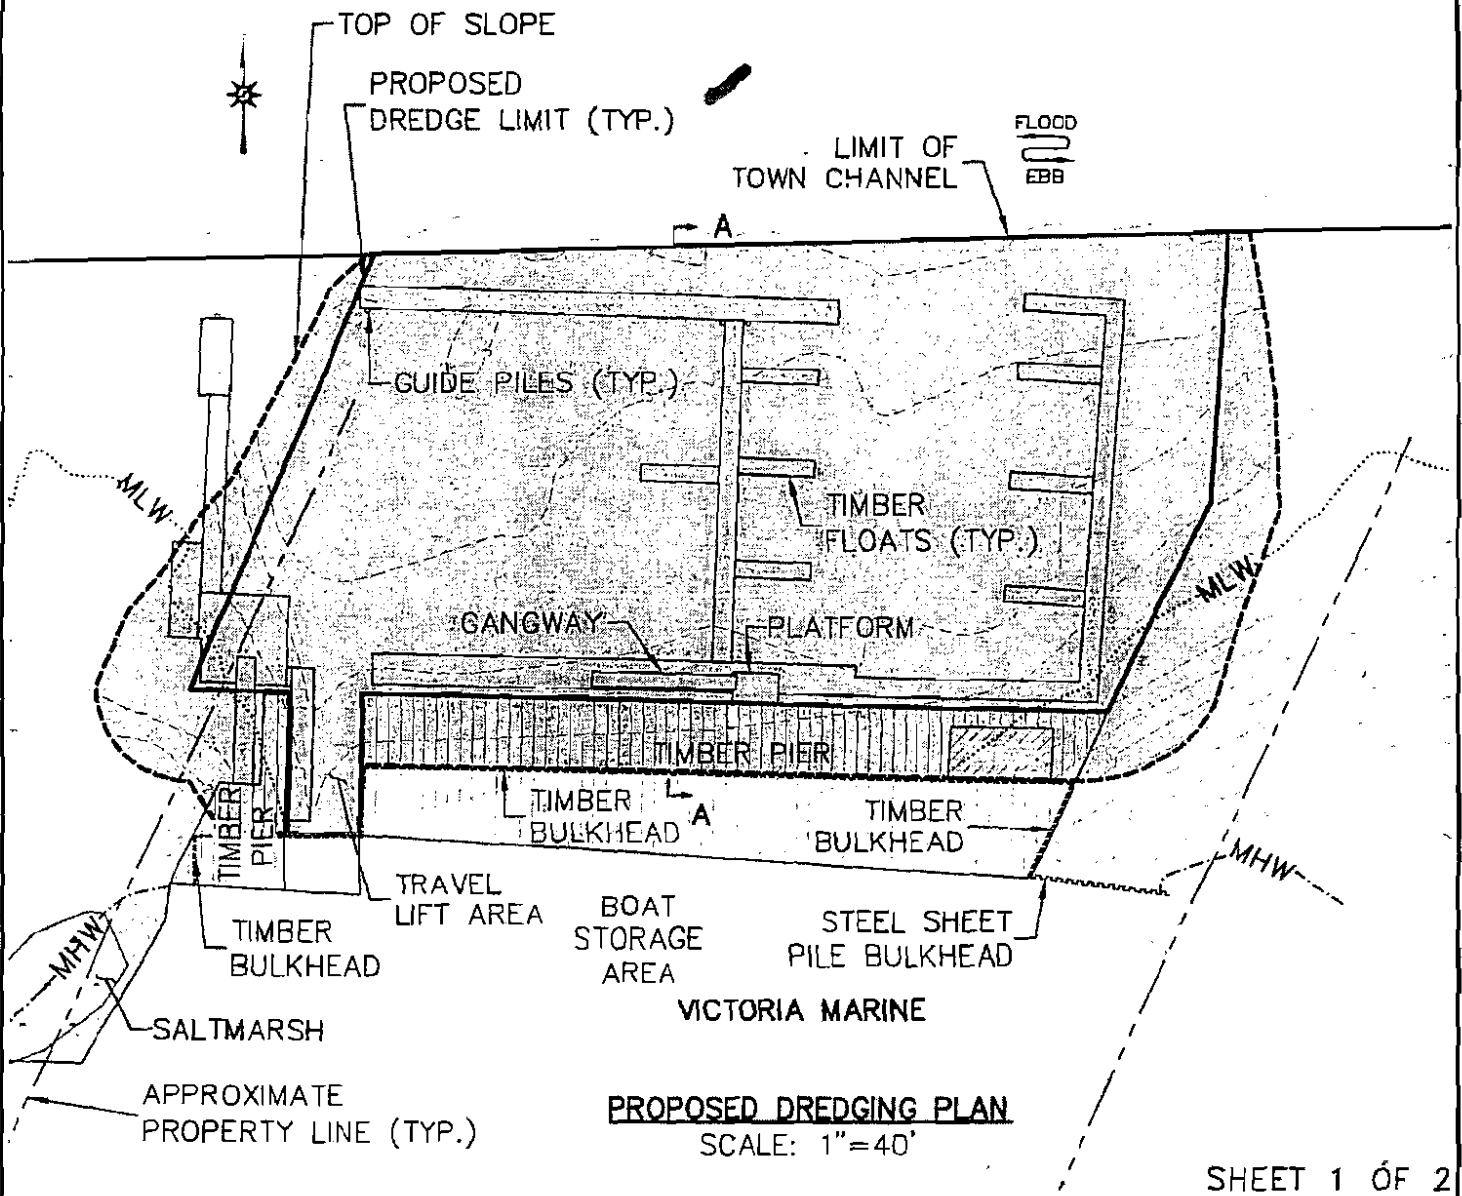 TOP OF SLOPE
PROPOSED
DREDGE LIMIT (TYP.)
LIMIT OF
TOWN CHANNEL
FLOOD
EBB
A
GUIDE PILES (TYP.)
MLW
TIMBER
FLOATS (TYP.)
MLW
GANGWAY
PLATFORM
TIMBER PIER
TIMBER
PIER
TIMBER
BULKHEAD
A
TIMBER
BULKHEAD
MHW
TRAVEL
LIFT AREA
BOAT
STORAGE
AREA
STEEL SHEET
PILE BULKHEAD
TIMBER
BULKHEAD
MHW
VICTORIA MARINE
SALTMARSH
APPROXIMATE
PROPERTY LINE (TYP.)
PROPOSED DREDGING PLAN
SCALE: 1"=40'
SHEET 1 OF 2